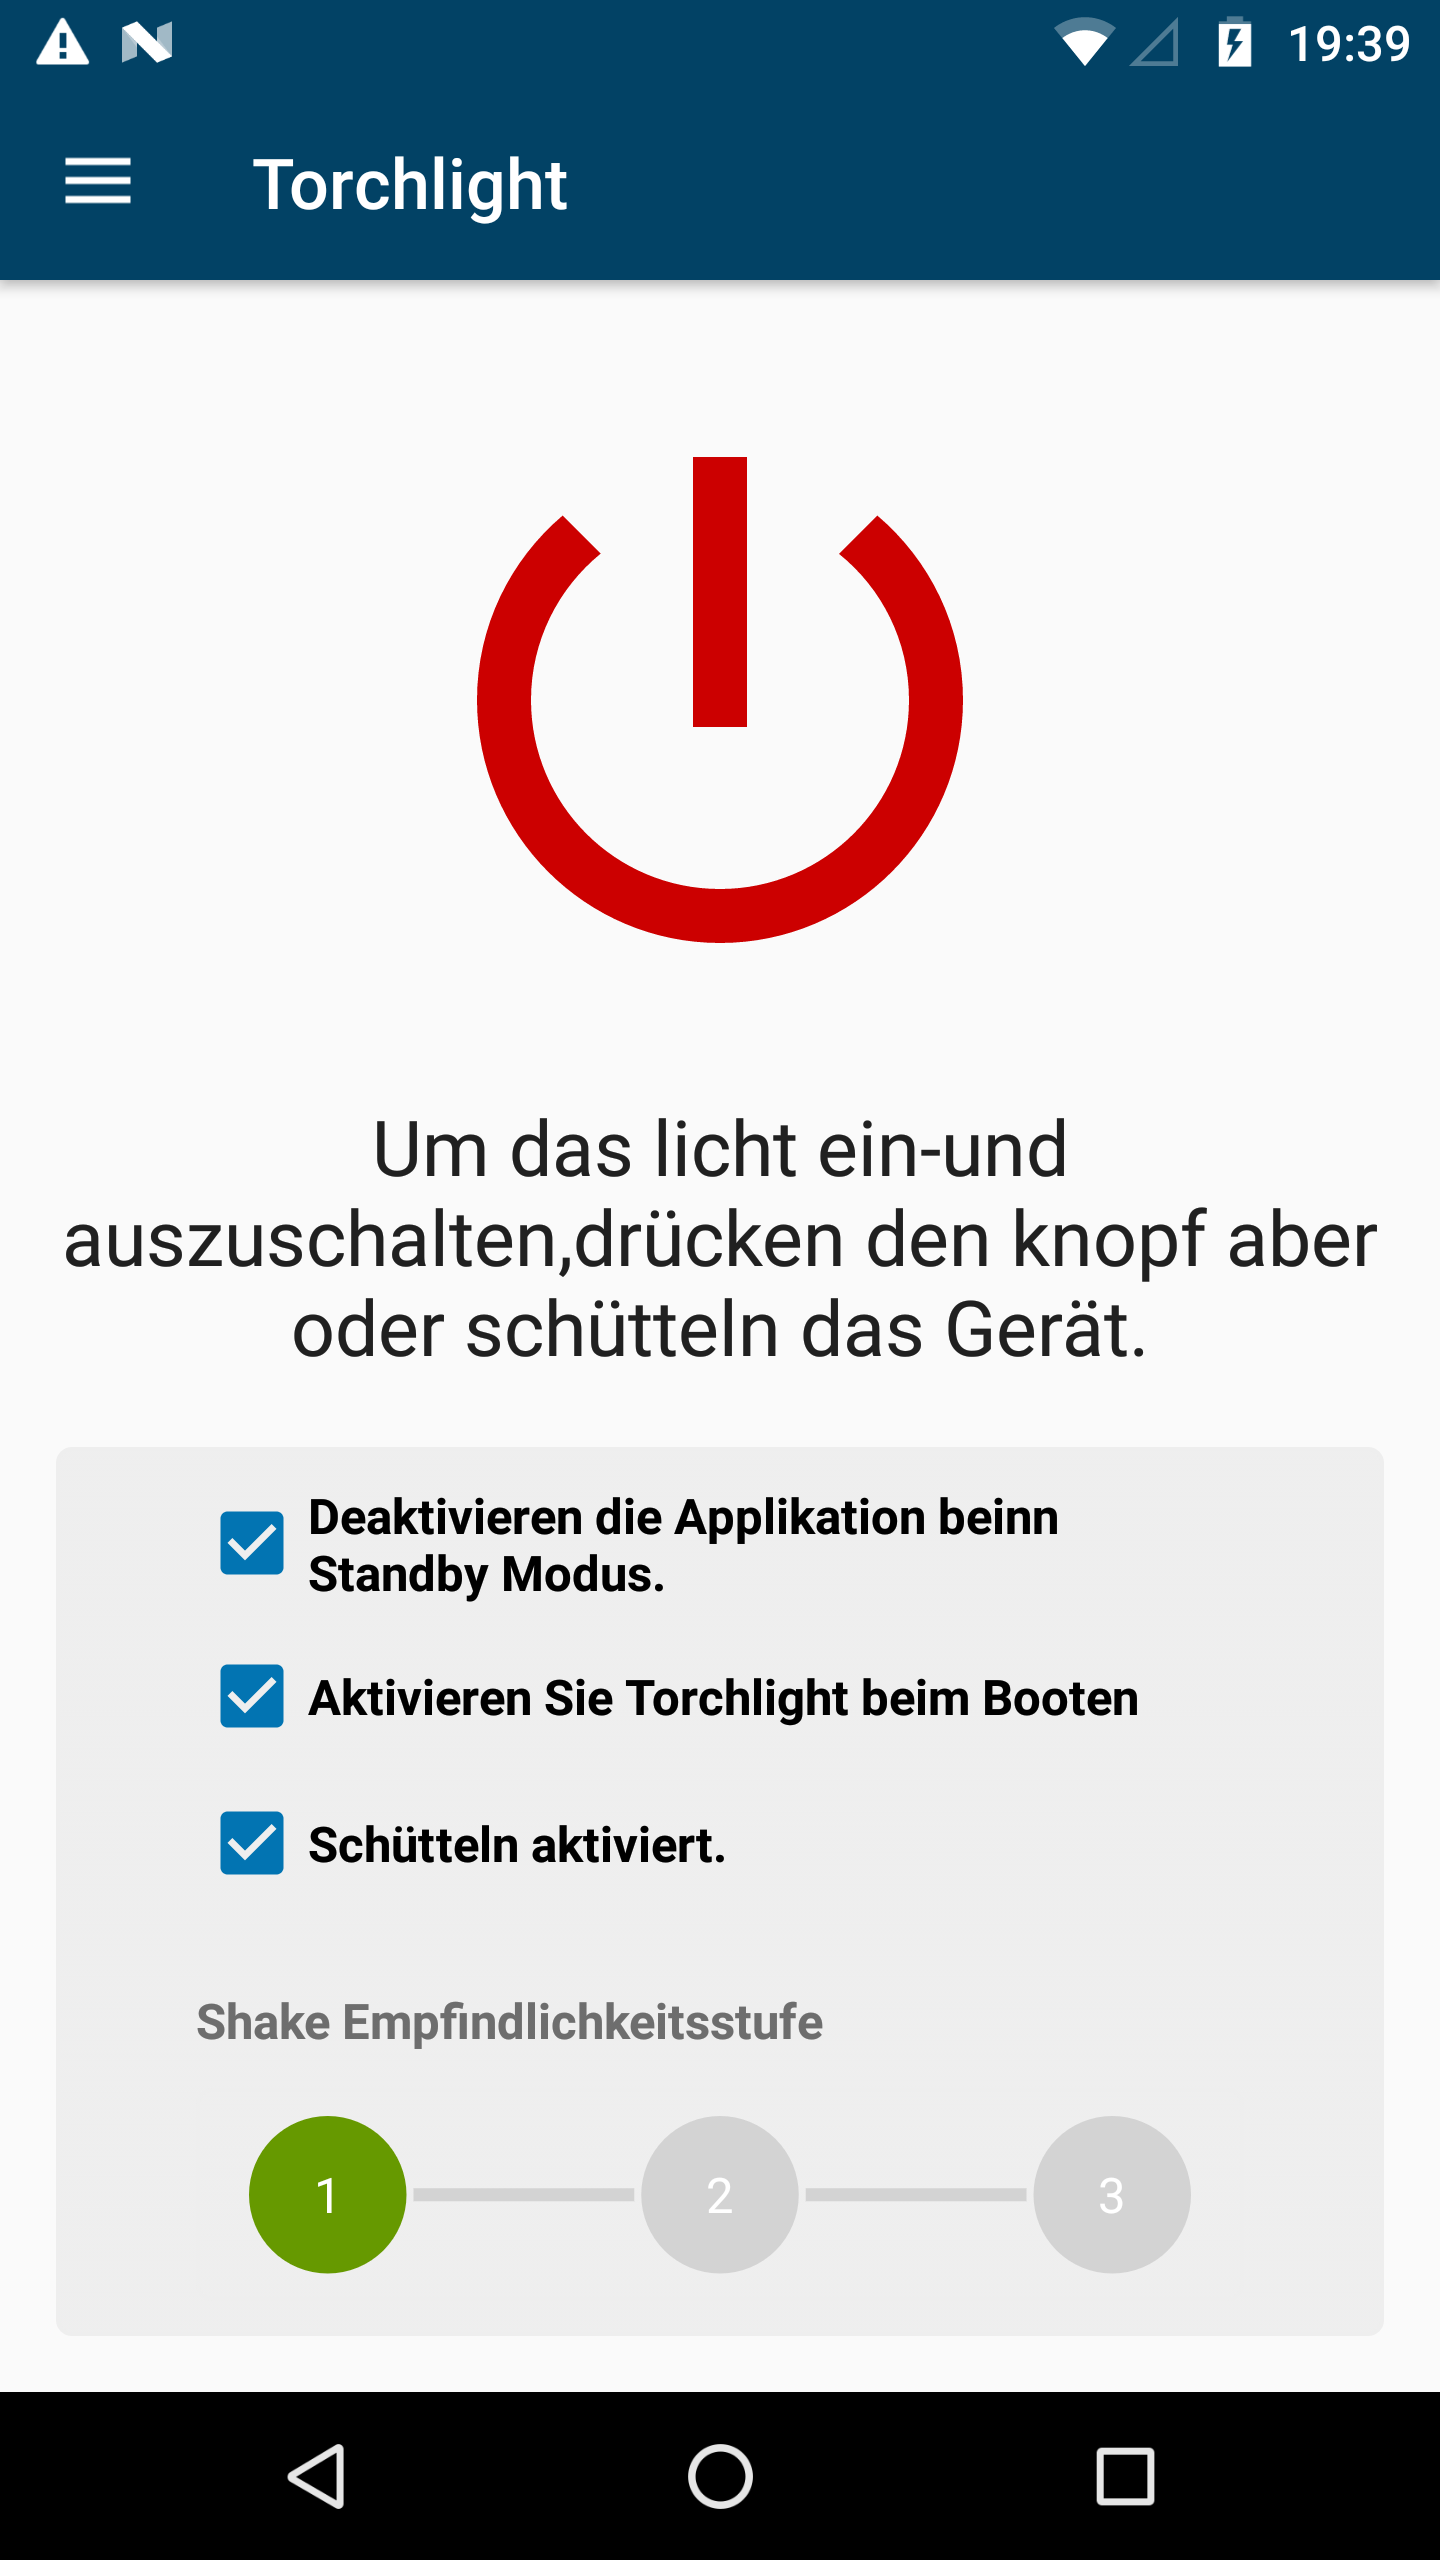 19:39
Torchlight
Um das licht ein-und
auszuschalten,drücken den knopf aber
oder schütteln das Gerät.
Deaktivieren die Applikation beinn
Standby Modus.
Aktivieren Sie Torchlight beim Booten
Schütteln aktiviert.
Shake Empfindlichkeitsstufe
1 2 3